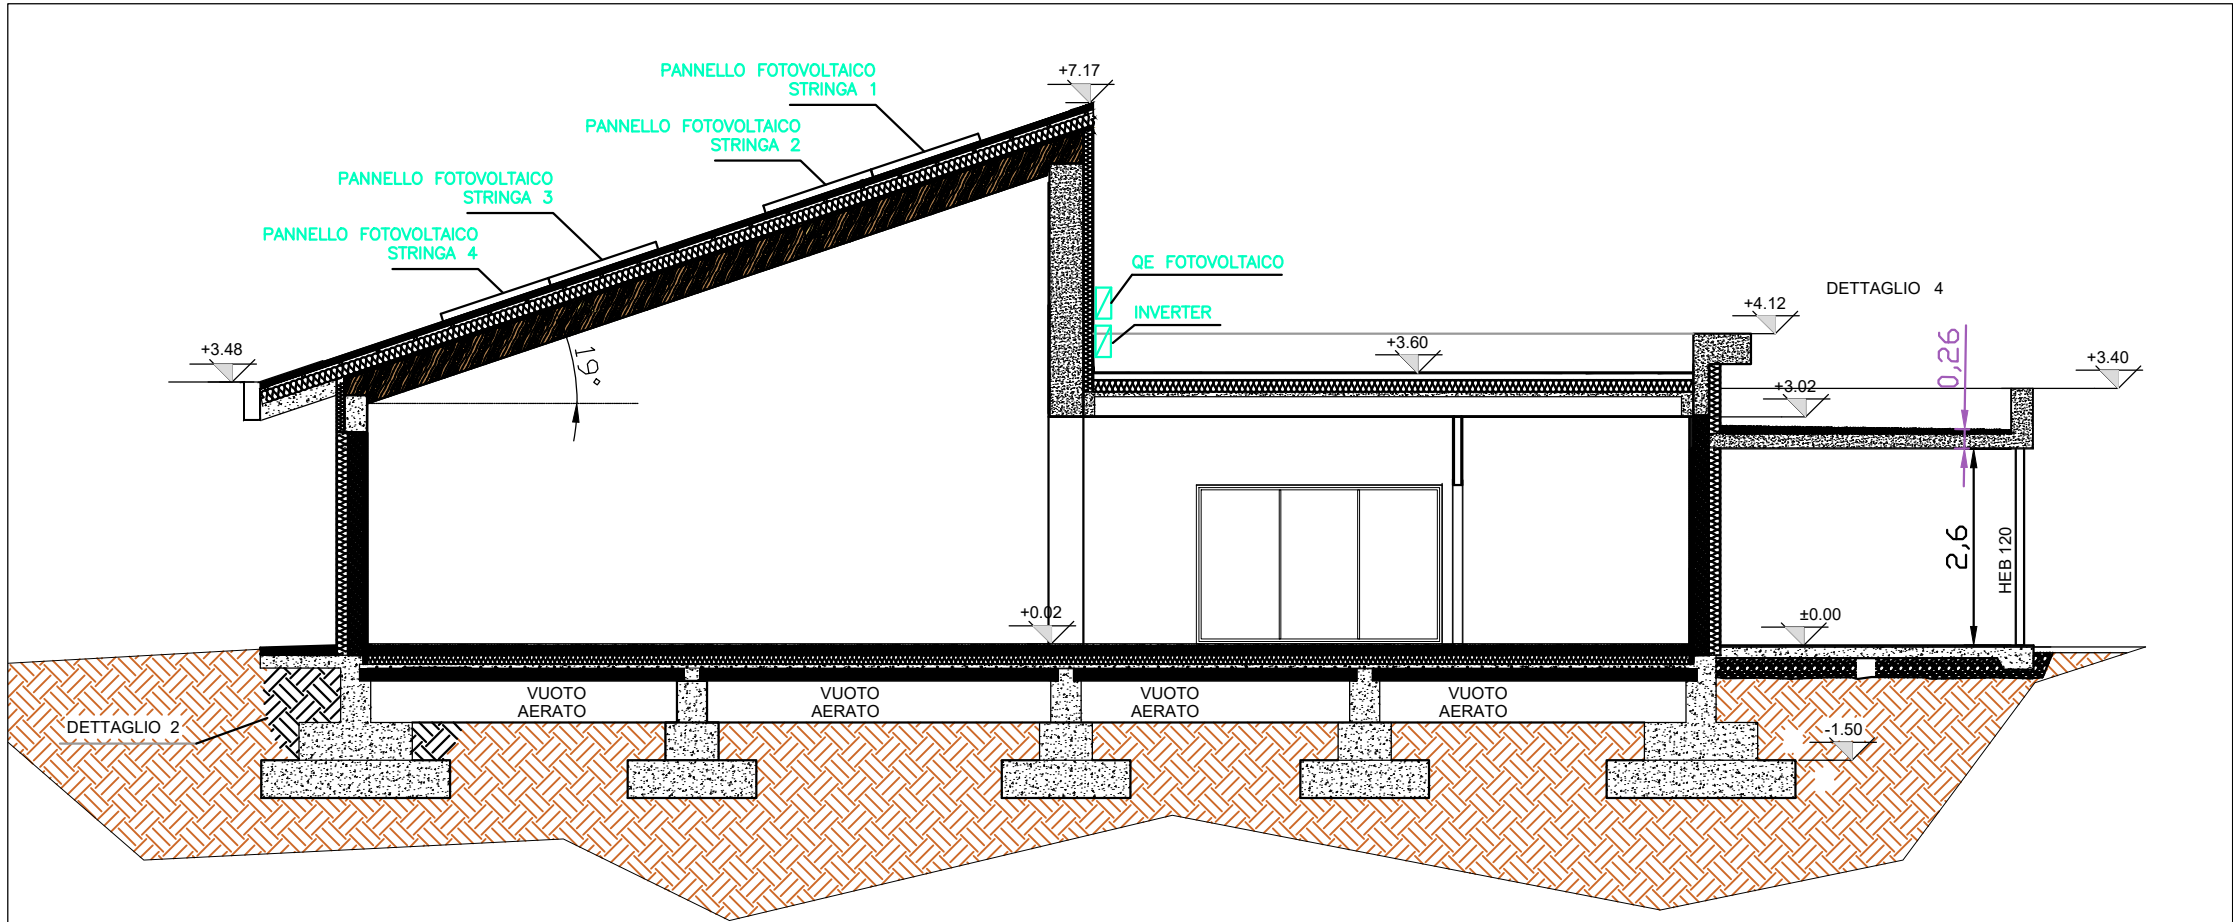 +7.17
PANNELLO FOTOVOLTAICO
STRINGA 1
PANNELLO FOTOVOLTAICO
STRINGA 2
PANNELLO FOTOVOLTAICO
STRINGA 3
PANNELLO FOTOVOLTAICO
STRINGA 4
QE FOTOVOLTAICO
INVERTER
DETTAGLIO 4
+4.12
+3.48
+3.60
0,26
+3.40
19°
+3.02
2,6
HEB 120
+0.02
±0.00
VUOTO
AERATO
VUOTO
AERATO
VUOTO
AERATO
VUOTO
AERATO
DETTAGLIO 2
-1.50